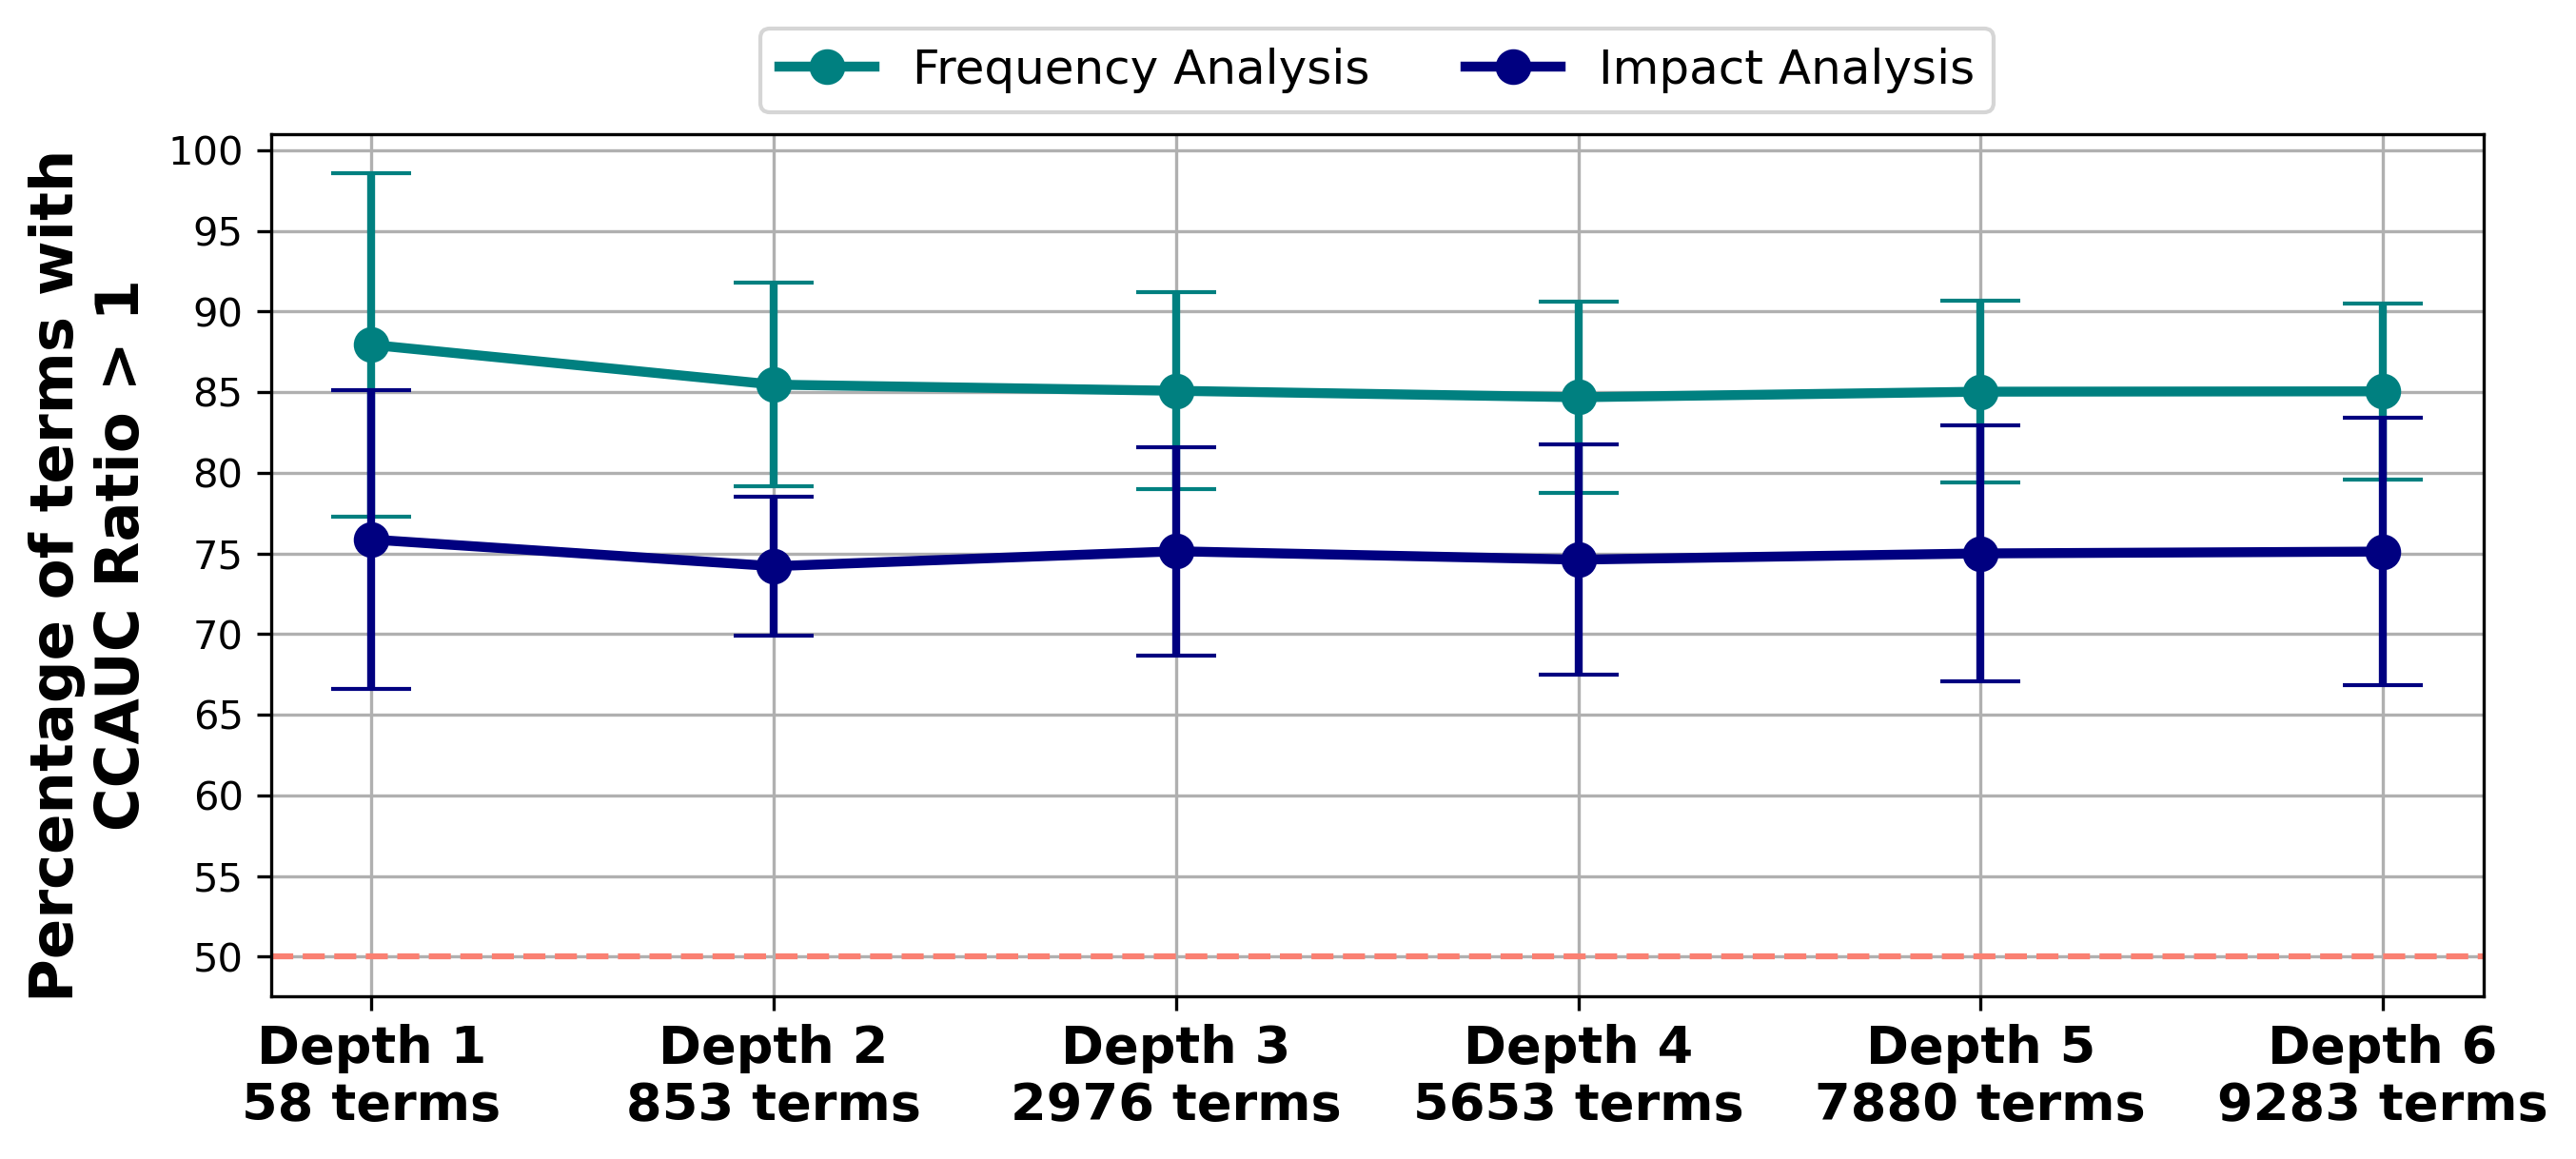 Frequency Analysis
Impact Analysis
Percentage of terms with
CCAUC Ratio > 1
100
95
90
85
80
75
70
65
60
55
50
Depth 1
58 terms
Depth 2
853 terms
Depth 3
2976 terms
Depth 4
5653 terms
Depth 5
7880 terms
Depth 6
9283 terms